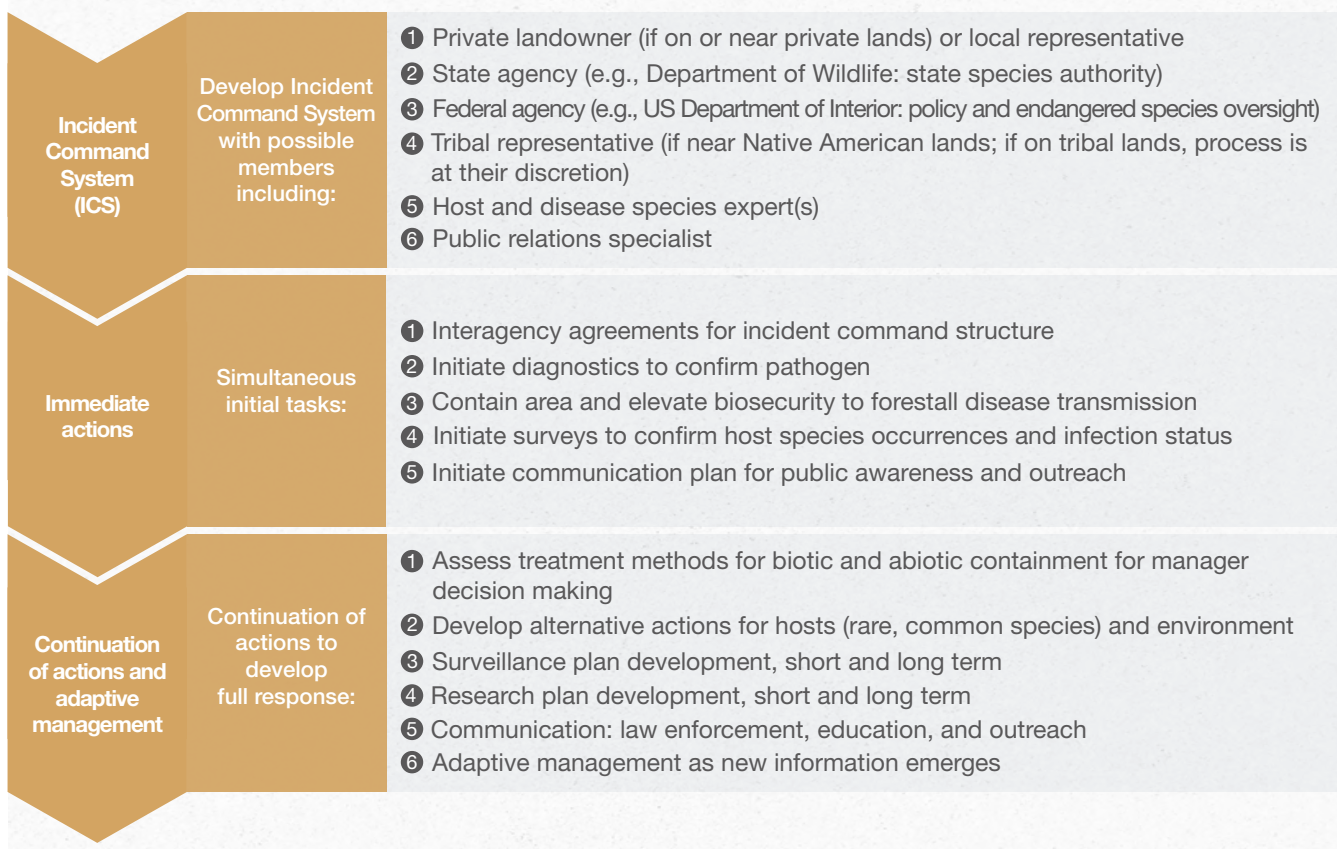 Incident
Command
System
(ICS)
Develop Incident
Command System
with possible
members
including:
❶ Private landowner (if on or near private lands) or local representative
❷ State agency (e.g., Department of Wildlife: state species authority)
❸ Federal agency (e.g., US Department of Interior: policy and endangered species oversight)
❹ Tribal representative (if near Native American lands; if on tribal lands, process is
at their discretion)
❺ Host and disease species expert(s)
❻ Public relations specialist
Immediate
actions
Simultaneous
initial tasks:
❶ Interagency agreements for incident command structure
❷ Initiate diagnostics to confirm pathogen
❸ Contain area and elevate biosecurity to forestall disease transmission
❹ Initiate surveys to confirm host species occurrences and infection status
❺ Initiate communication plan for public awareness and outreach
Continuation
of actions and
adaptive
management
Continuation of
actions to
develop
full response:
❶ Assess treatment methods for biotic and abiotic containment for manager
decision making
❷ Develop alternative actions for hosts (rare, common species) and environment
❸ Surveillance plan development, short and long term
❹ Research plan development, short and long term
❺ Communication: law enforcement, education, and outreach
❻ Adaptive management as new information emerges